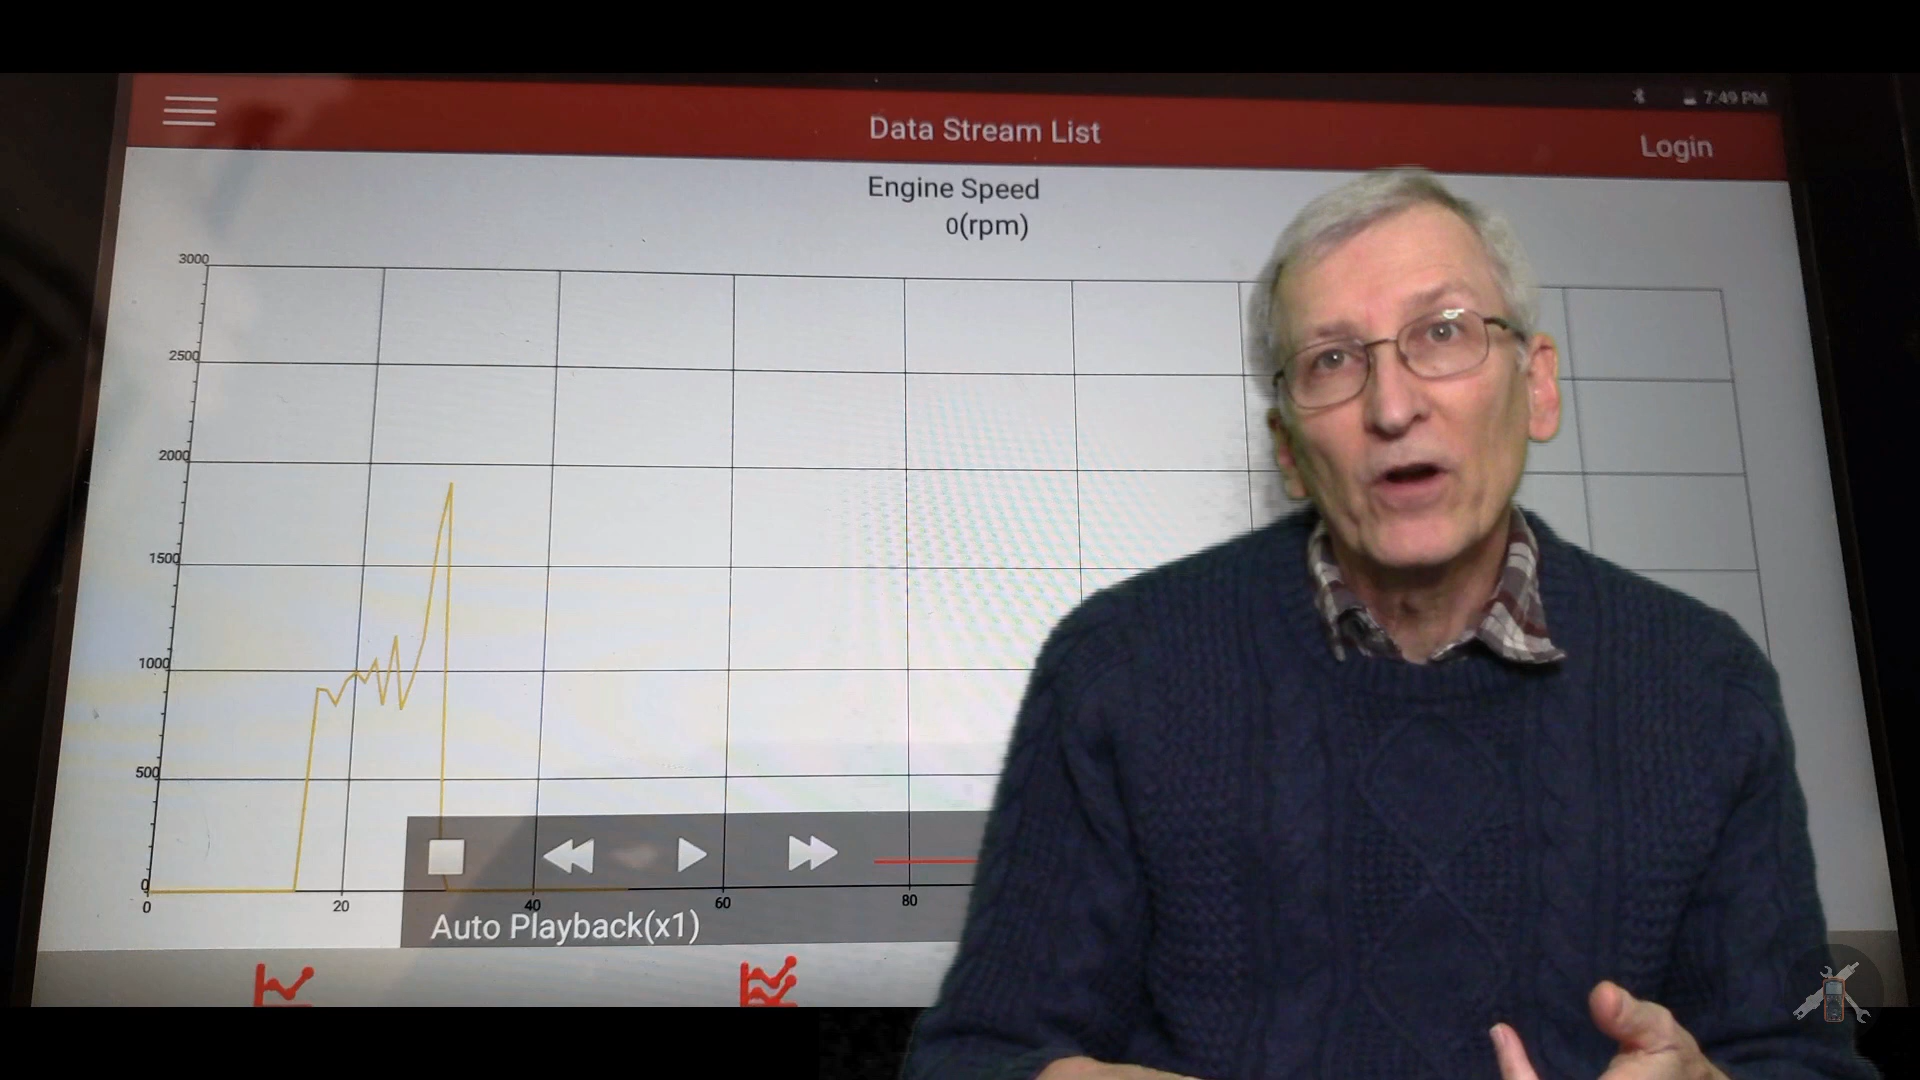 7:49 PM
Data Stream List
Login
Engine Speed
0(rpm)
3000
2500
2000
1500
1000
500
0
0 20 40 60 80
Auto Playback(x1)